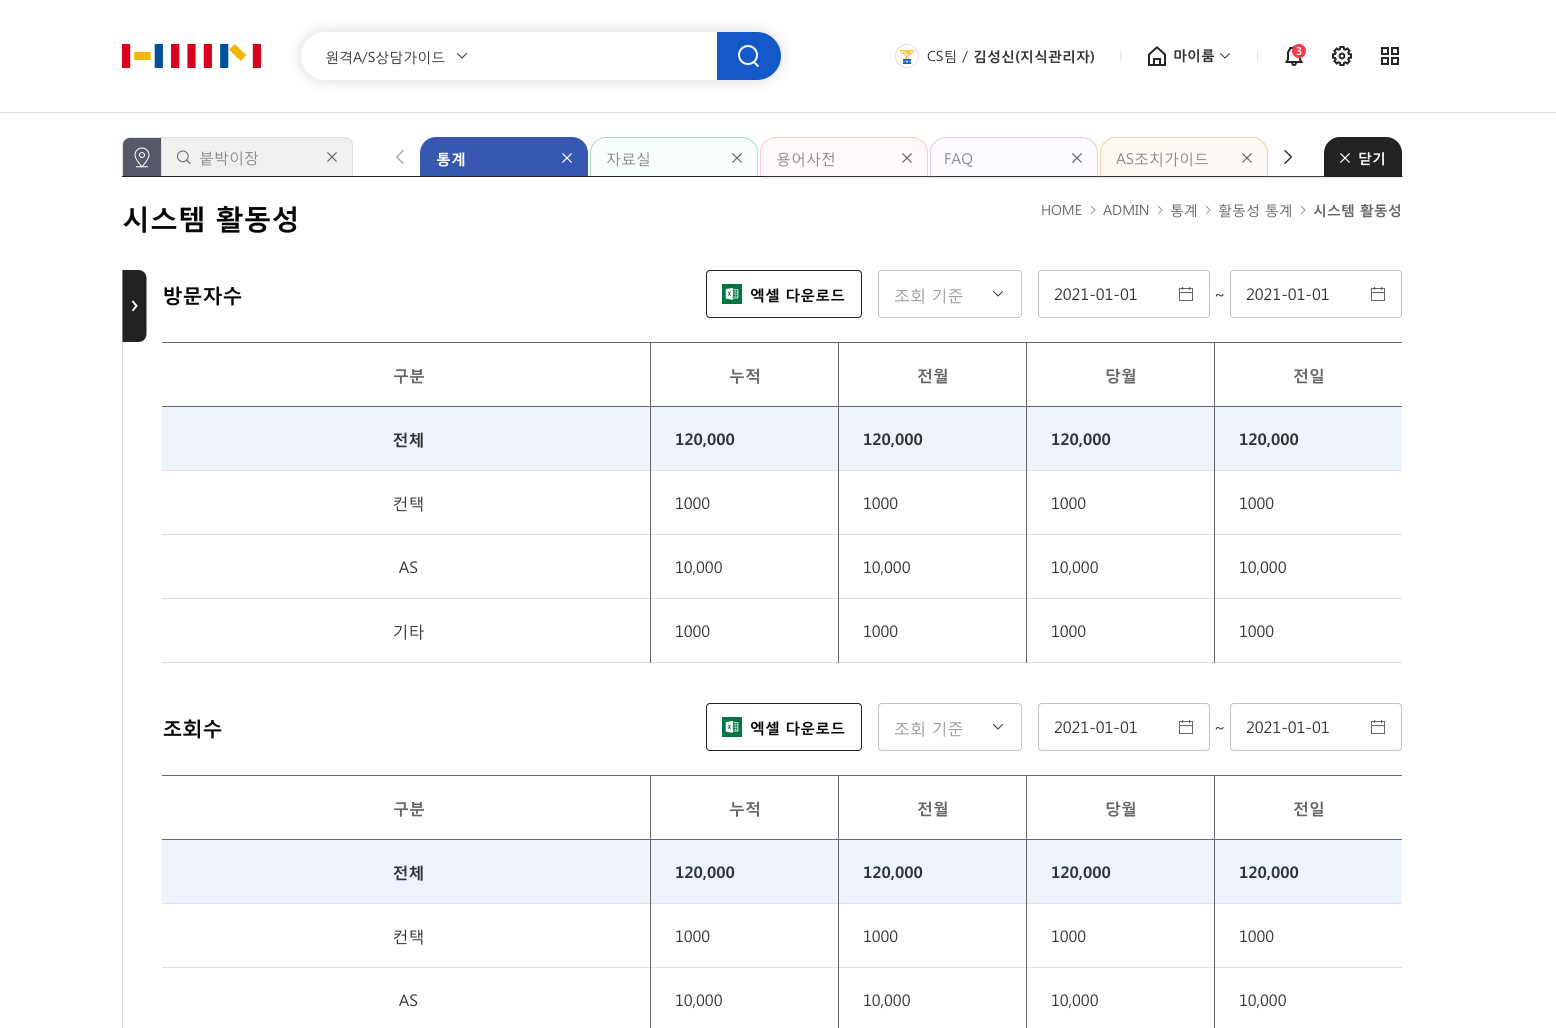 원격A/S상담가이드
CS팀 / 김성신(지식관리자)
마이룸
3
붙박이장
통계
자료실
용어사전
FAQ
AS조치가이드
닫기
시스템 활동성
HOME > ADMIN > 통계 > 활동성 통계 > 시스템 활동성
방문자수
엑셀 다운로드
조회 기준
2021-01-01 ~ 2021-01-01
구분 누적 전월 당월 전일
전체 120,000 120,000 120,000 120,000
컨택 1000 1000 1000 1000
AS 10,000 10,000 10,000 10,000
기타 1000 1000 1000 1000
조회수
엑셀 다운로드
조회 기준
2021-01-01 ~ 2021-01-01
구분 누적 전월 당월 전일
전체 120,000 120,000 120,000 120,000
컨택 1000 1000 1000 1000
AS 10,000 10,000 10,000 10,000